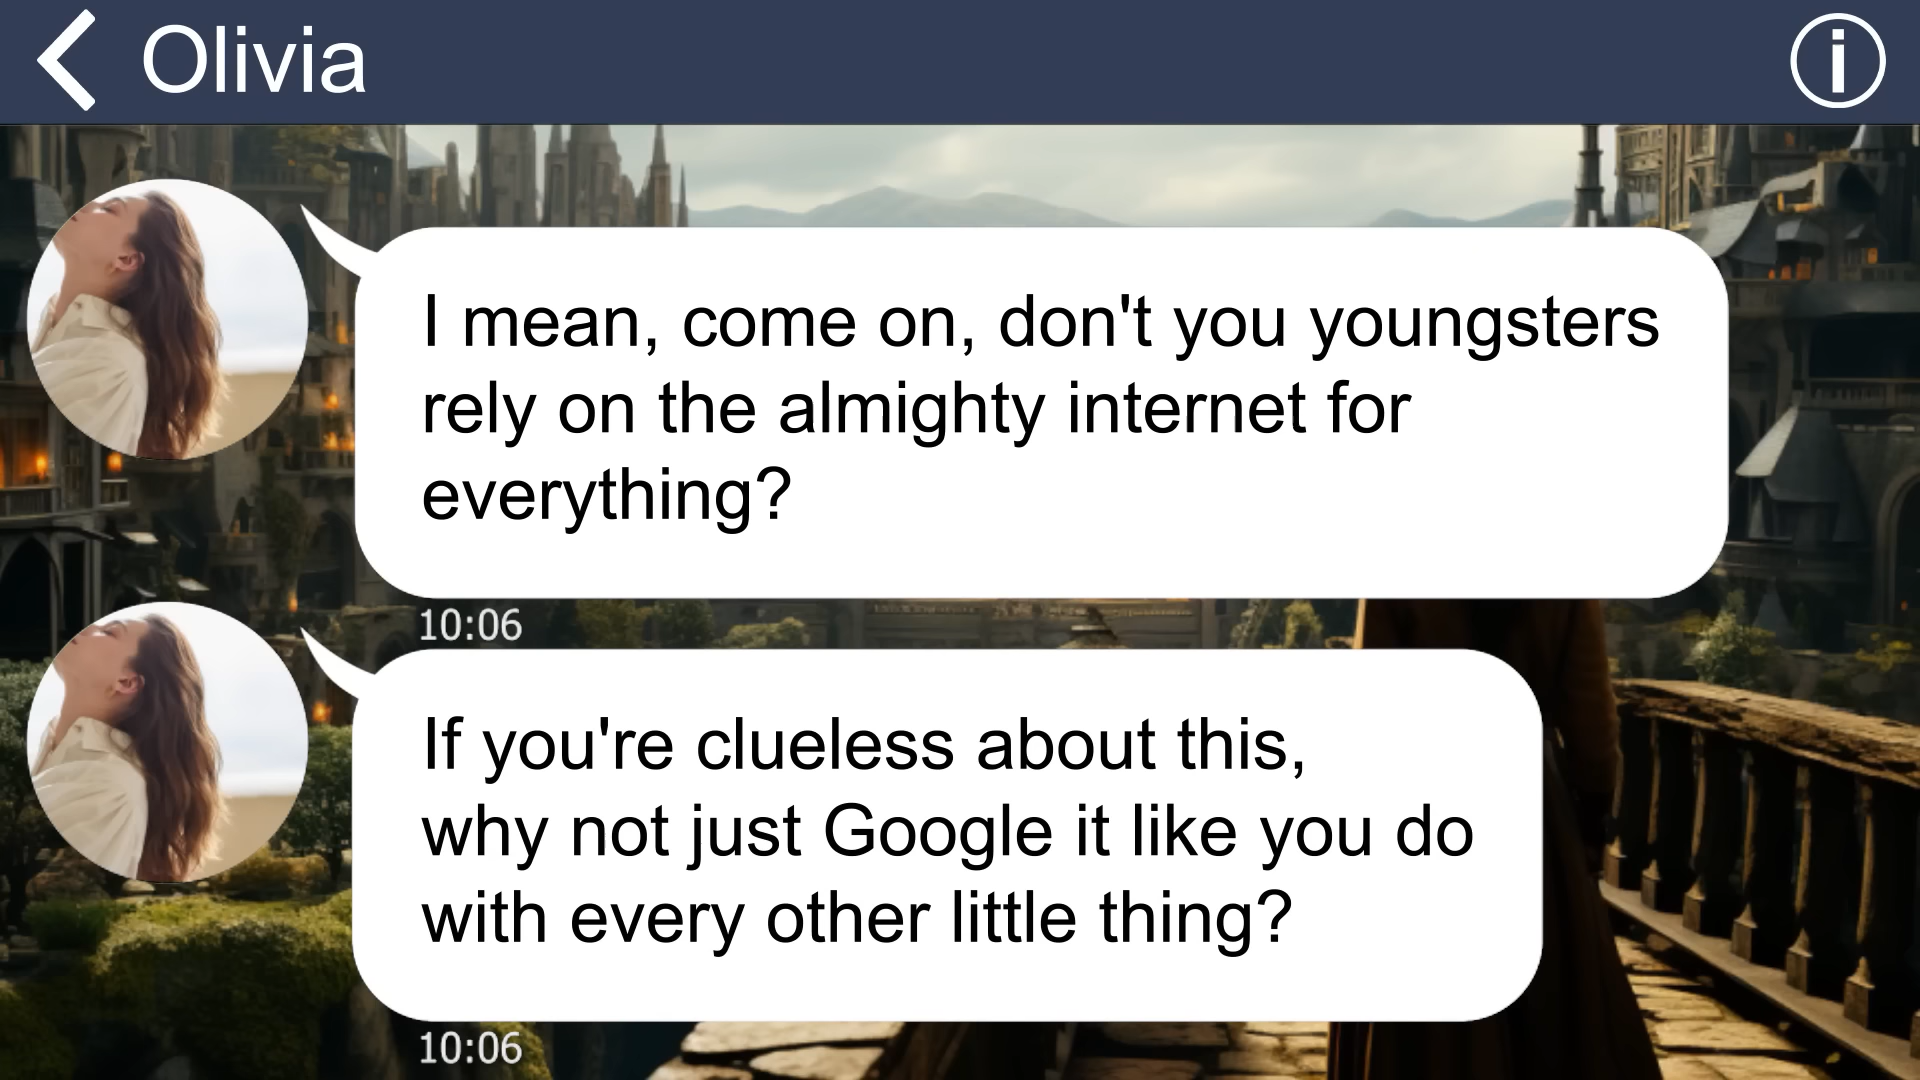 Olivia
I mean, come on, don't you youngsters
rely on the almighty internet for
everything?
10:06
If you're clueless about this,
why not just Google it like you do
with every other little thing?
10:06